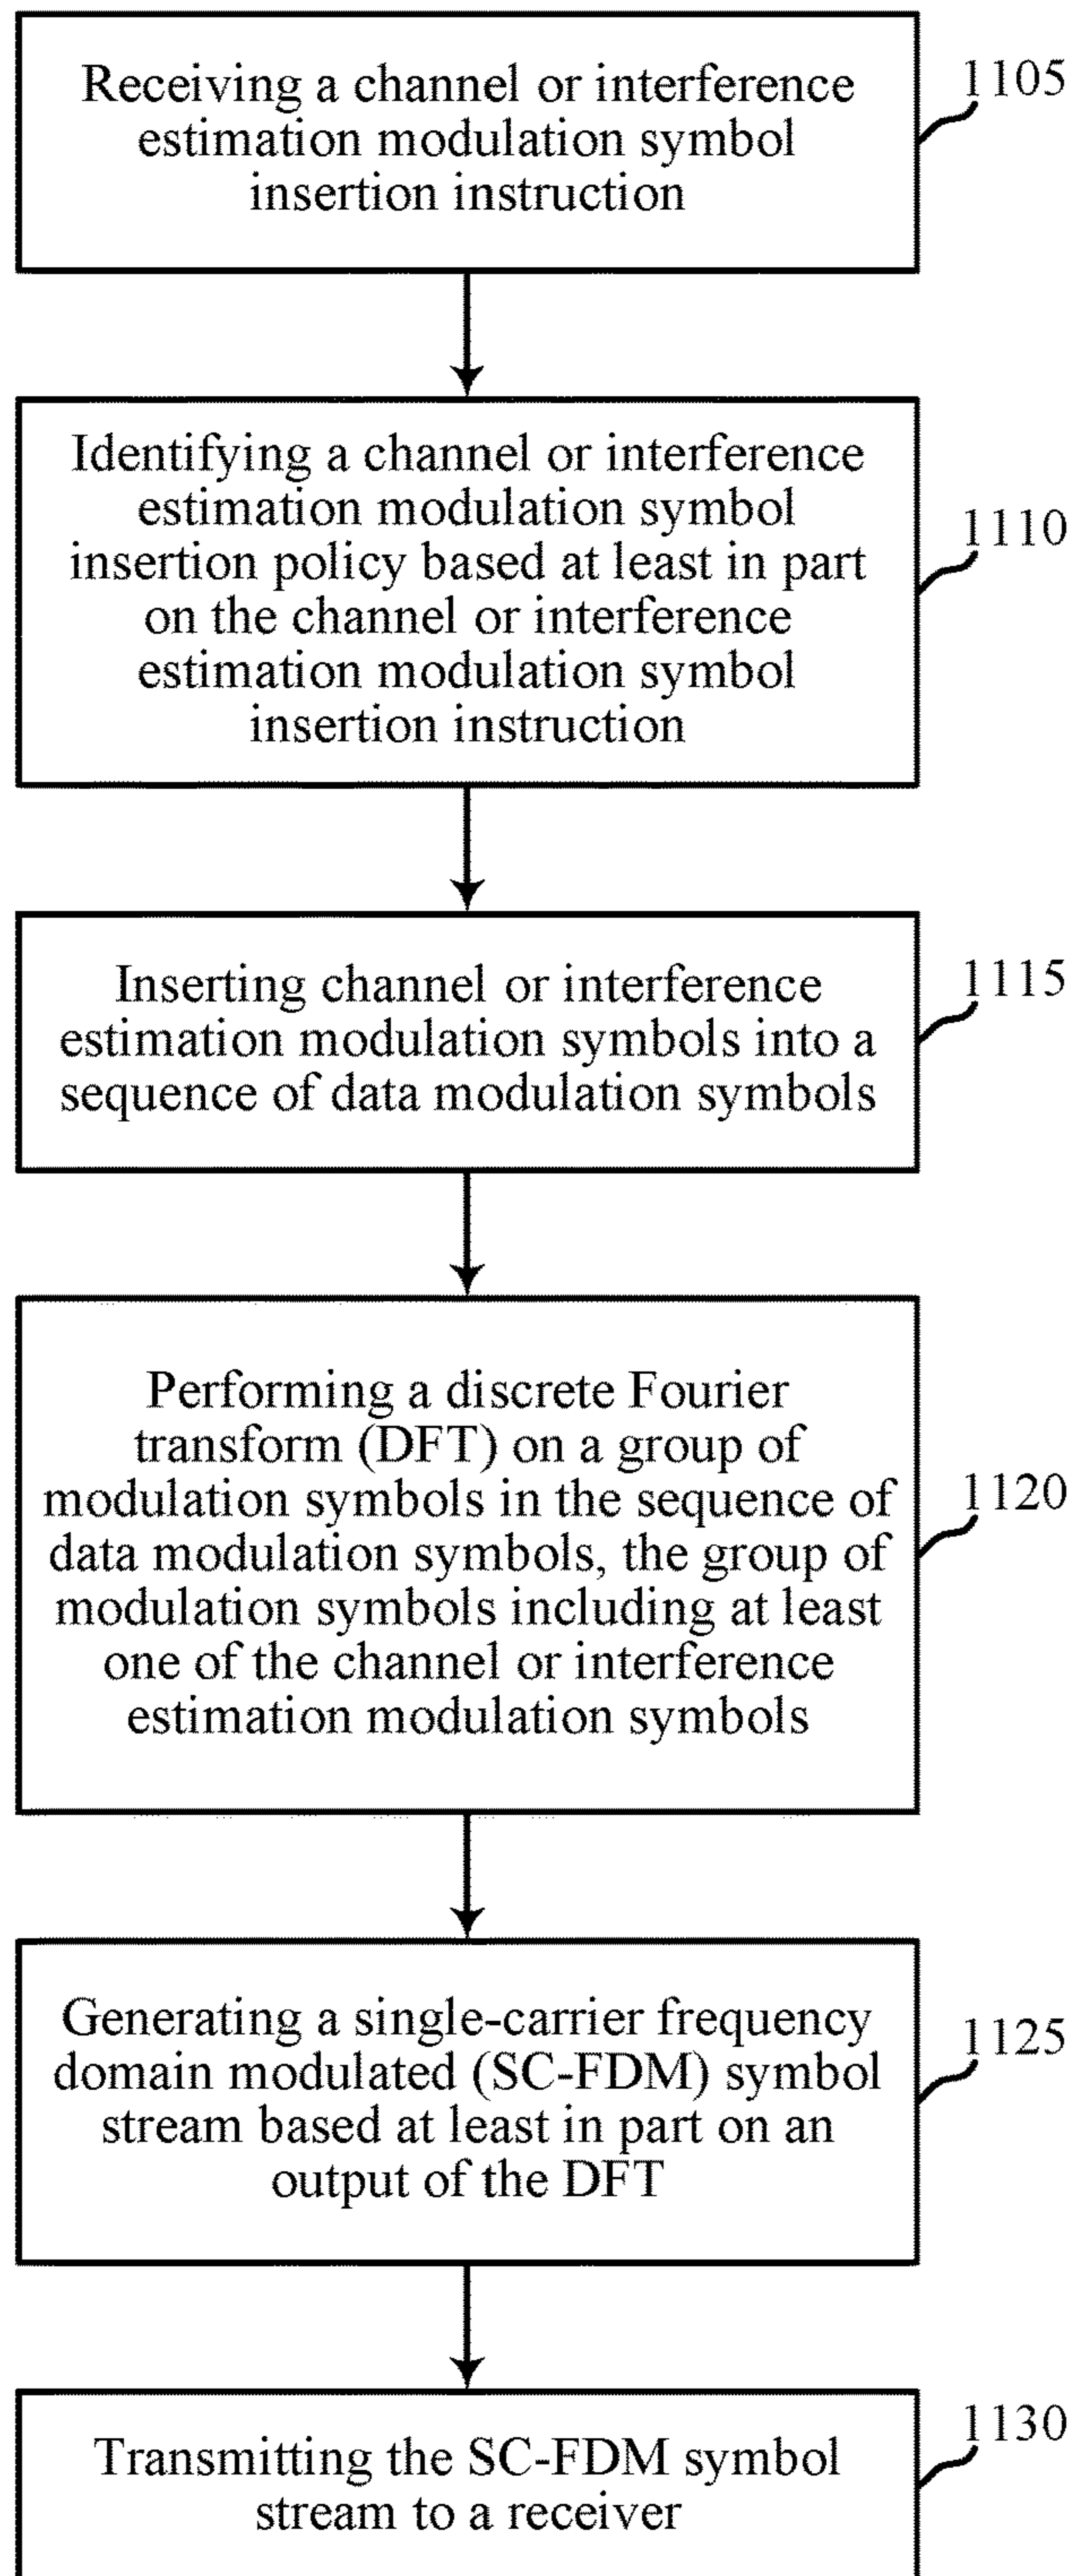 Receiving a channel or interference
estimation modulation symbol
insertion instruction
1105
Identifying a channel or interference
estimation modulation symbol
insertion policy based at least in part
on the channel or interference
estimation modulation symbol
insertion instruction
1110
Inserting channel or interference
estimation modulation symbols into a
sequence of data modulation symbols
1115
Performing a discrete Fourier
transform (DFT) on a group of
modulation symbols in the sequence of
data modulation symbols, the group of
modulation symbols including at least
one of the channel or interference
estimation modulation symbols
1120
Generating a single-carrier frequency
domain modulated (SC-FDM) symbol
stream based at least in part on an
output of the DFT
1125
Transmitting the SC-FDM symbol
stream to a receiver
1130